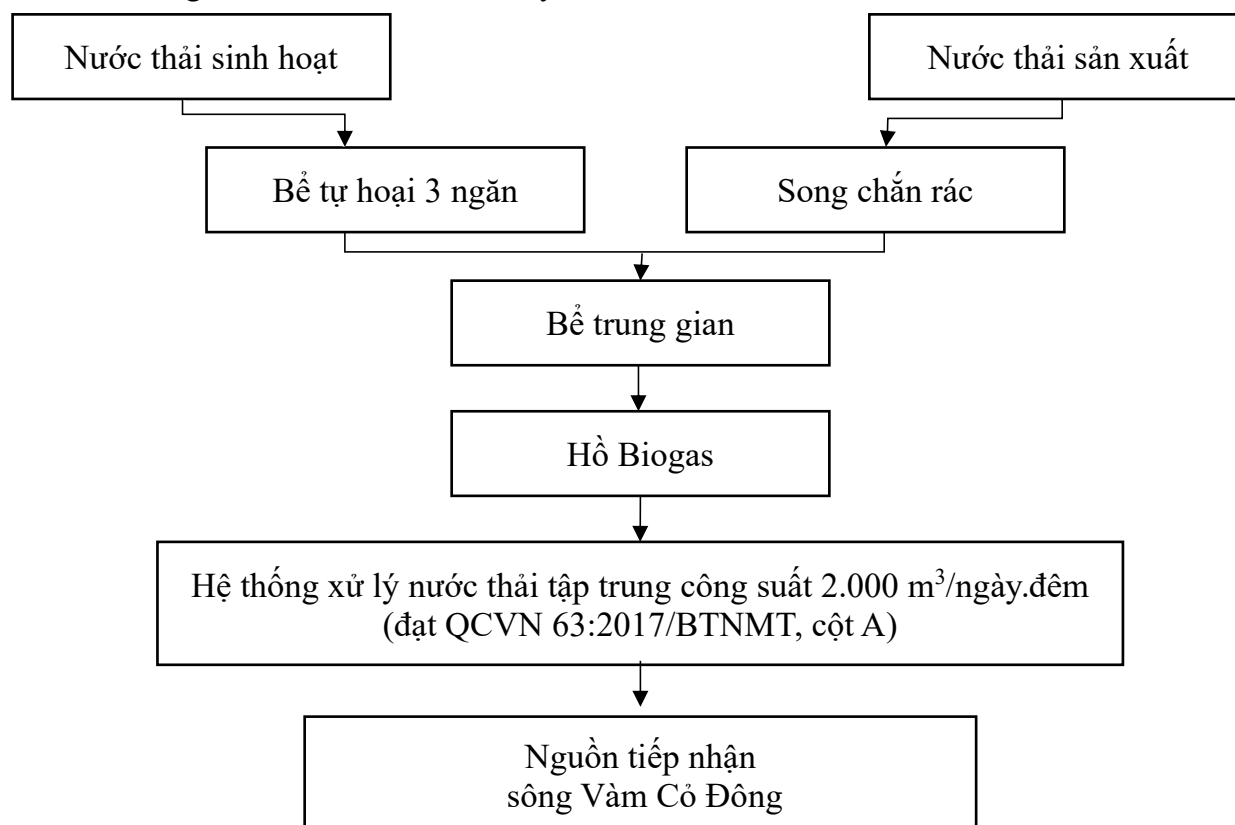 Nước thải sinh hoạt
Nước thải sản xuất
Bể tự hoại 3 ngăn
Song chắn rác
Bể trung gian
Hồ Biogas
Hệ thống xử lý nước thải tập trung công suất 2.000 m³/ngày.đêm
(đạt QCVN 63:2017/BTNMT, cột A)
Nguồn tiếp nhận
sông Vàm Cỏ Đông